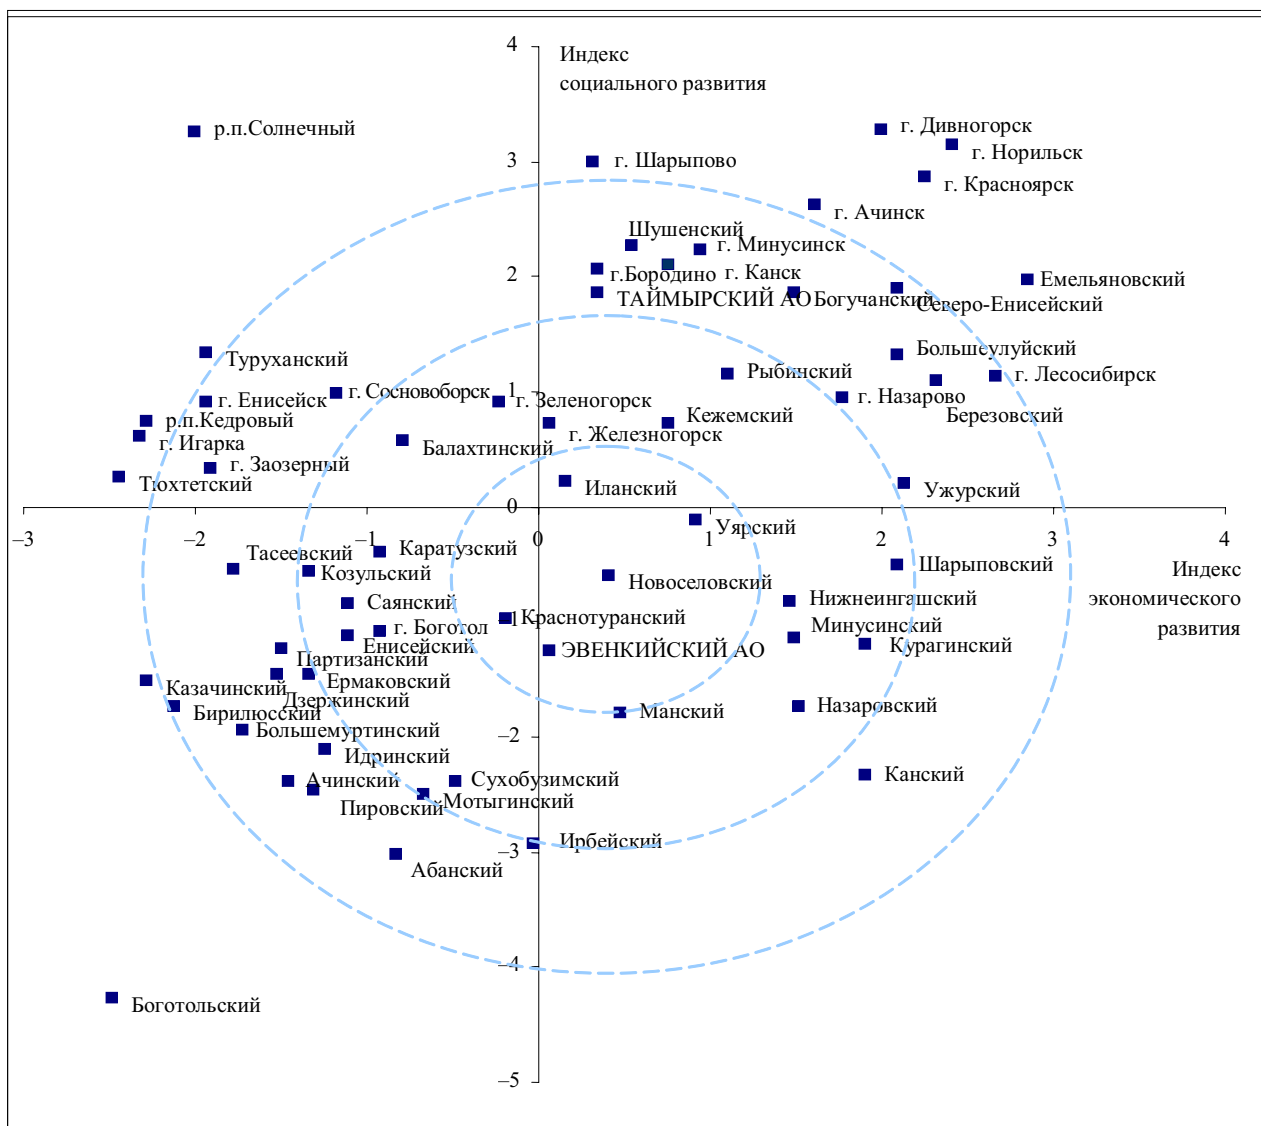 4
Индекс
социального развития
р.п.Солнечный
г. Дивногорск
г. Норильск
3
г. Шарыпово
г. Красноярск
г. Ачинск
Шушенский
г. Минусинск
2
г.Бородино
г. Канск
Емельяновский
ТАЙМЫРСКИЙ АО
Богучанский
Северо-Енисейский
Туруханский
Большеулуйский
Рыбинский
г. Лесосибирск
1
г. Сосновоборск
г. Енисейск
г. Зеленогорск
г. Назарово
р.п.Кедровый
Кежемский
Березовский
г. Игарка
г. Железногорск
Балахтинский
г. Заозерный
Тюхтетский
Иланский
Ужурский
0
Уярский
–3
–2
–1
0
1
2
3
4
Тасеевский
Каратузский
Козульский
Новоселовский
Шарыповский
Индекс
экономического
развития
Саянский
Нижнеингашский
–1
Краснотуранский
г. Боготол
Минусинский
Енисейский
ЭВЕНКИЙСКИЙ АО
Курагинский
Партизанский
Казачинский
Ермаковский
Дзержинский
Бирилюсский
Манский
Назаровский
Большемуртинский
–2
Идринский
Ачинский
Сухобузимский
Канский
Пировский
Мотыгинский
Ирбейский
–3
Абанский
–4
Боготольский
–5